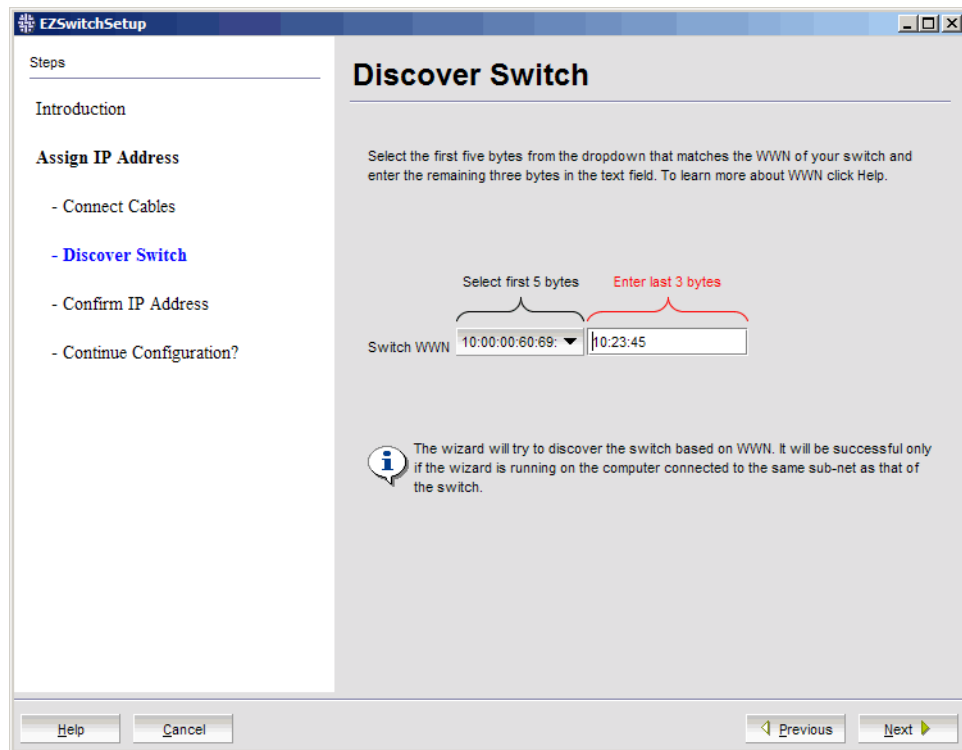 EZSwitchSetup
Steps
Introduction
Assign IP Address
- Connect Cables
- Discover Switch
- Confirm IP Address
- Continue Configuration?
Discover Switch
Select the first five bytes from the dropdown that matches the WWN of your switch and
enter the remaining three bytes in the text field. To learn more about WWN click Help.
Select first 5 bytes Enter last 3 bytes
Switch WWN 10:00:00:60:69: 10:23:45
The wizard will try to discover the switch based on WWN. It will be successful only
if the wizard is running on the computer connected to the same sub-net as that of
the switch.
Help Cancel Previous Next